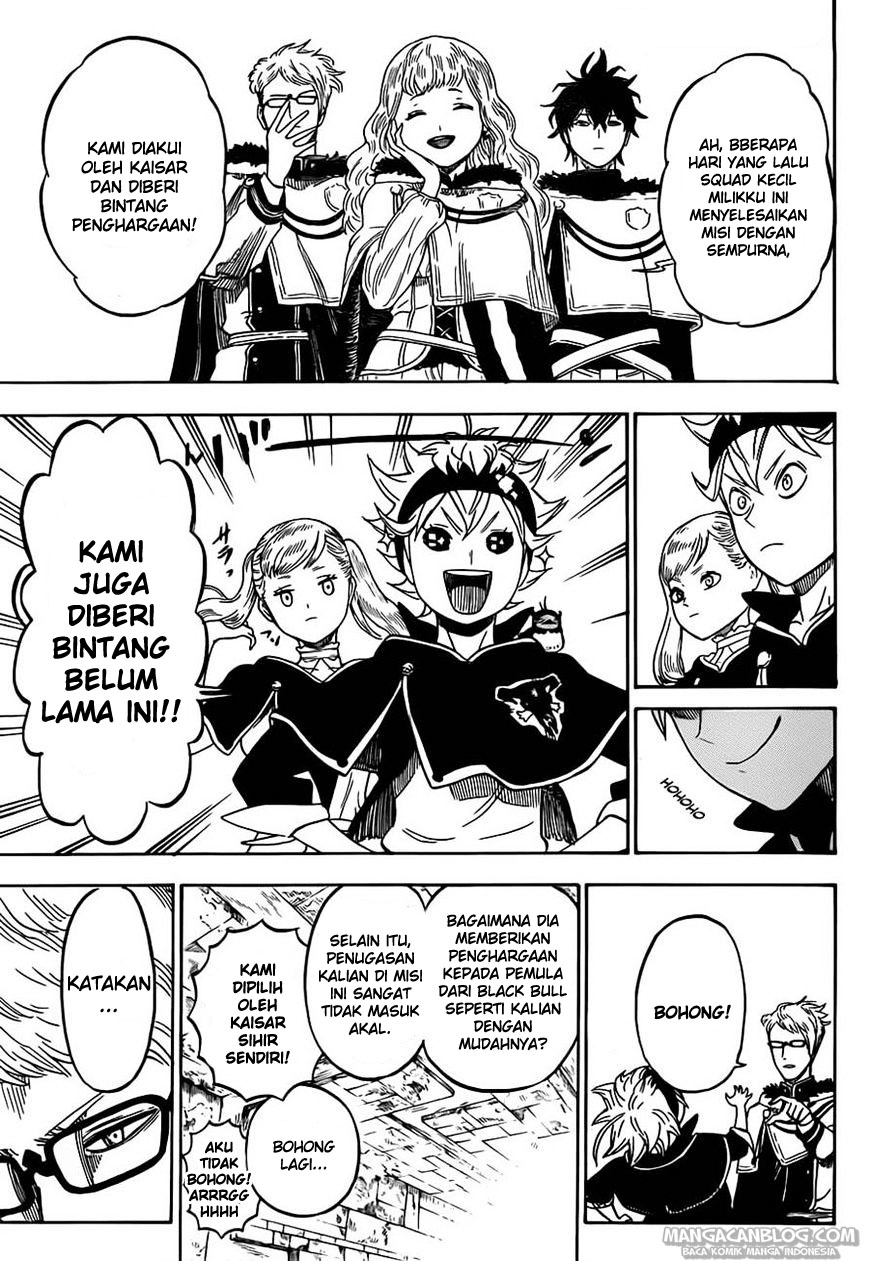 AH, BBERAPA
HARI YANG LALU
SQUAD KECIL
MILIKKU INI
MENYELESAIKAN
MISI DENGAN
SEMPURNA,
KAMI DIAKUI
OLEH KAISAR
DAN DIBERI
BINTANG
PENGHARGAAN!
HOHOHO
KAMI
JUGA
DIBERI
BINTANG
BELUM
LAMA INI!!
BOHONG!
BAGAIMANA DIA
MEMBERIKAN
PENGHARGAAN
KEPADA PEMULA
DARI BLACK BULL
SEPERTI KALIAN
DENGAN
MUDAHNYA?
SELAIN ITU,
PENUGASAN
KALIAN DI MISI
INI SANGAT
TIDAK MASUK
AKAL.
KAMI
DIPILIH
OLEH
KAISAR
SIHIR
SENDIRI!
BOHONG
LAGI...
AKU
TIDAK
BOHONG!
ARRRGG
HHHH
KATAKAN
...
MANGACANBLOG.COM
BACA KOMIK MANGA INDONESIA